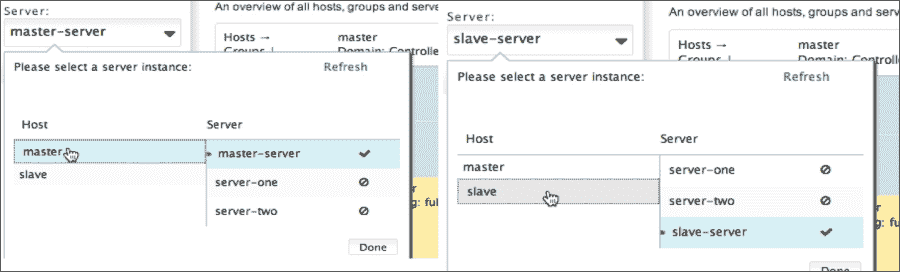 Server:
An overview of all hosts, groups and serve
master-server
Hosts → master
Groups ↓ Domain: Controlle
Please select a server instance: Refresh
Host Server
master master-server
slave server-one
server-two
: ful
Done
Server:
An overview of all hosts, groups and serv
slave-server
Hosts → master
Groups ↓ Domain: Contr
Please select a server instance: Refresh
Host Server
master server-one
slave server-two
slave-server
g: fu
Done